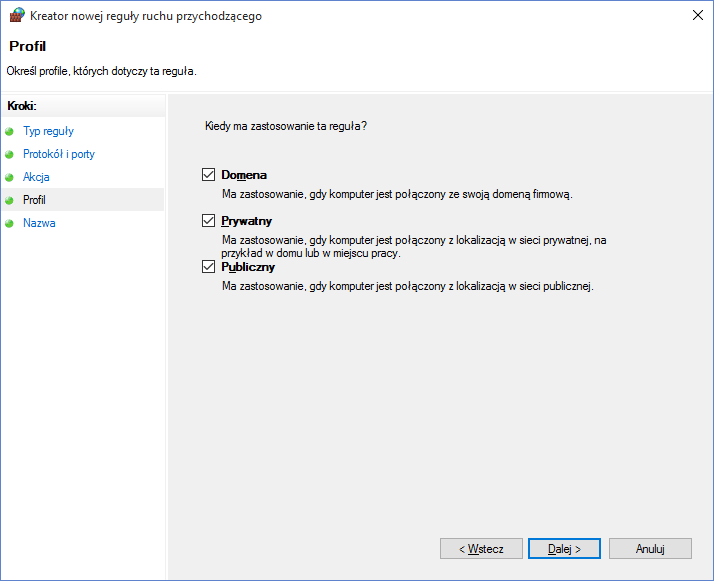 Kreator nowej reguły ruchu przychodzącego
Profil
Określ profile, których dotyczy ta reguła.
Kroki:
Typ reguły
Protokół i porty
Akcja
Profil
Nazwa
Kiedy ma zastosowanie ta reguła?
Domena
Ma zastosowanie, gdy komputer jest połączony ze swoją domeną firmową.
Prywatny
Ma zastosowanie, gdy komputer jest połączony z lokalizacją w sieci prywatnej, na
przykład w domu lub w miejscu pracy.
Publiczny
Ma zastosowanie, gdy komputer jest połączony z lokalizacją w sieci publicznej.
< Wstecz
Dalej >
Anuluj